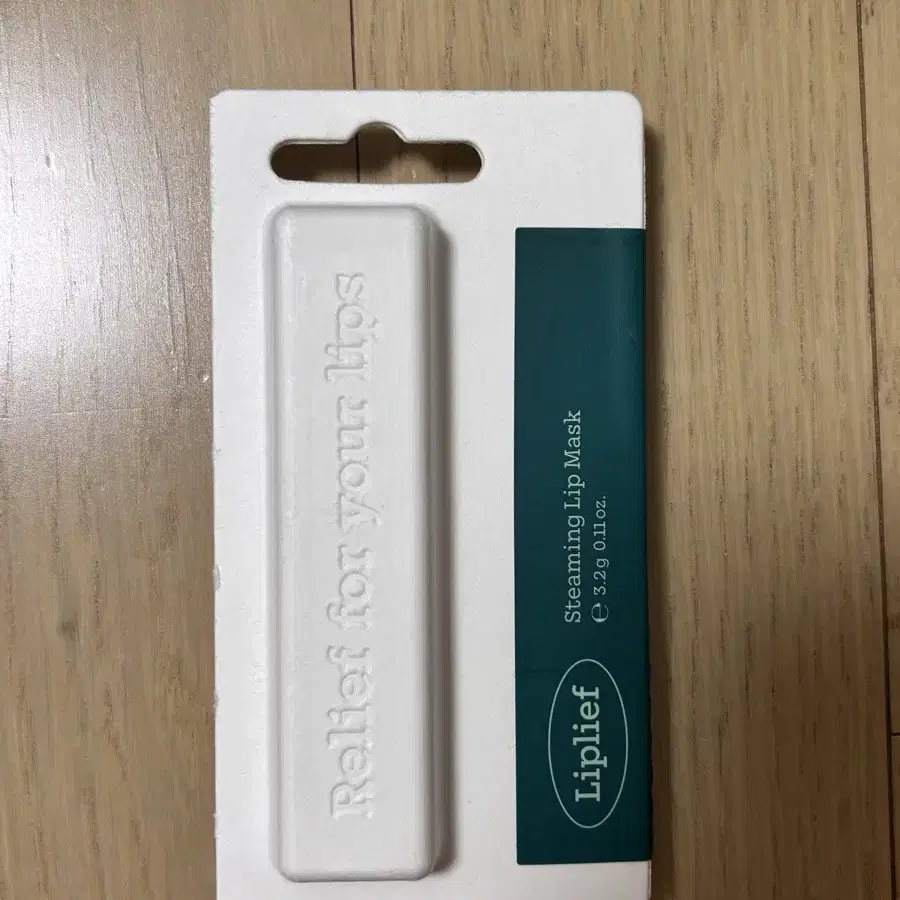 Relief for your lips
Steaming Lip Mask
℮ 3.2g 0.11oz.
Liplief